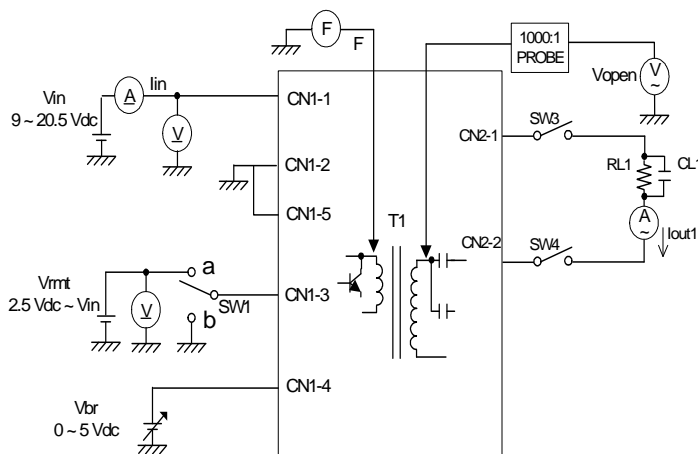 F
F
1000:1
PROBE
Vopen
V
~
Vin
9 ~ 20.5 Vdc
A
Iin
V
CN1-1
CN1-2
CN1-5
CN2-1
SW3
RL1
CL1
A
~
Iout1
T1
CN2-2
SW4
Vrmt
2.5 Vdc ~ Vin
V
a
b
SW1
CN1-3
CN1-4
Vbr
0 ~ 5 Vdc